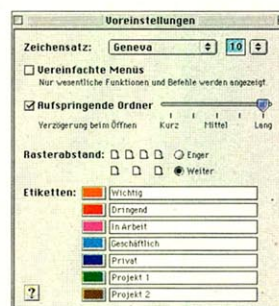 Voreinstellungen
Zeichensatz: Geneva 10
Vereinfachte Menüs
Nur wesentliche Funktionen und Befehle werden angezeigt.
Aufspringende Ordner
Verzögerung beim Öffnen Kurz Mittel Lang
Rasterabstand: Enger
Weiter
Etiketten: Wichtig
Dringend
In Arbeit
Geschäftlich
Privat
Projekt 1
? Projekt 2